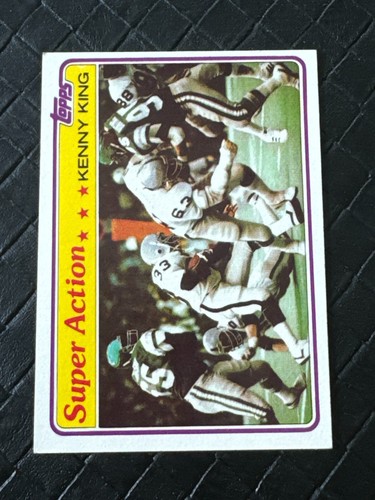 topps
Super Action
★ ★ ★
KENNY KING
88
63
33